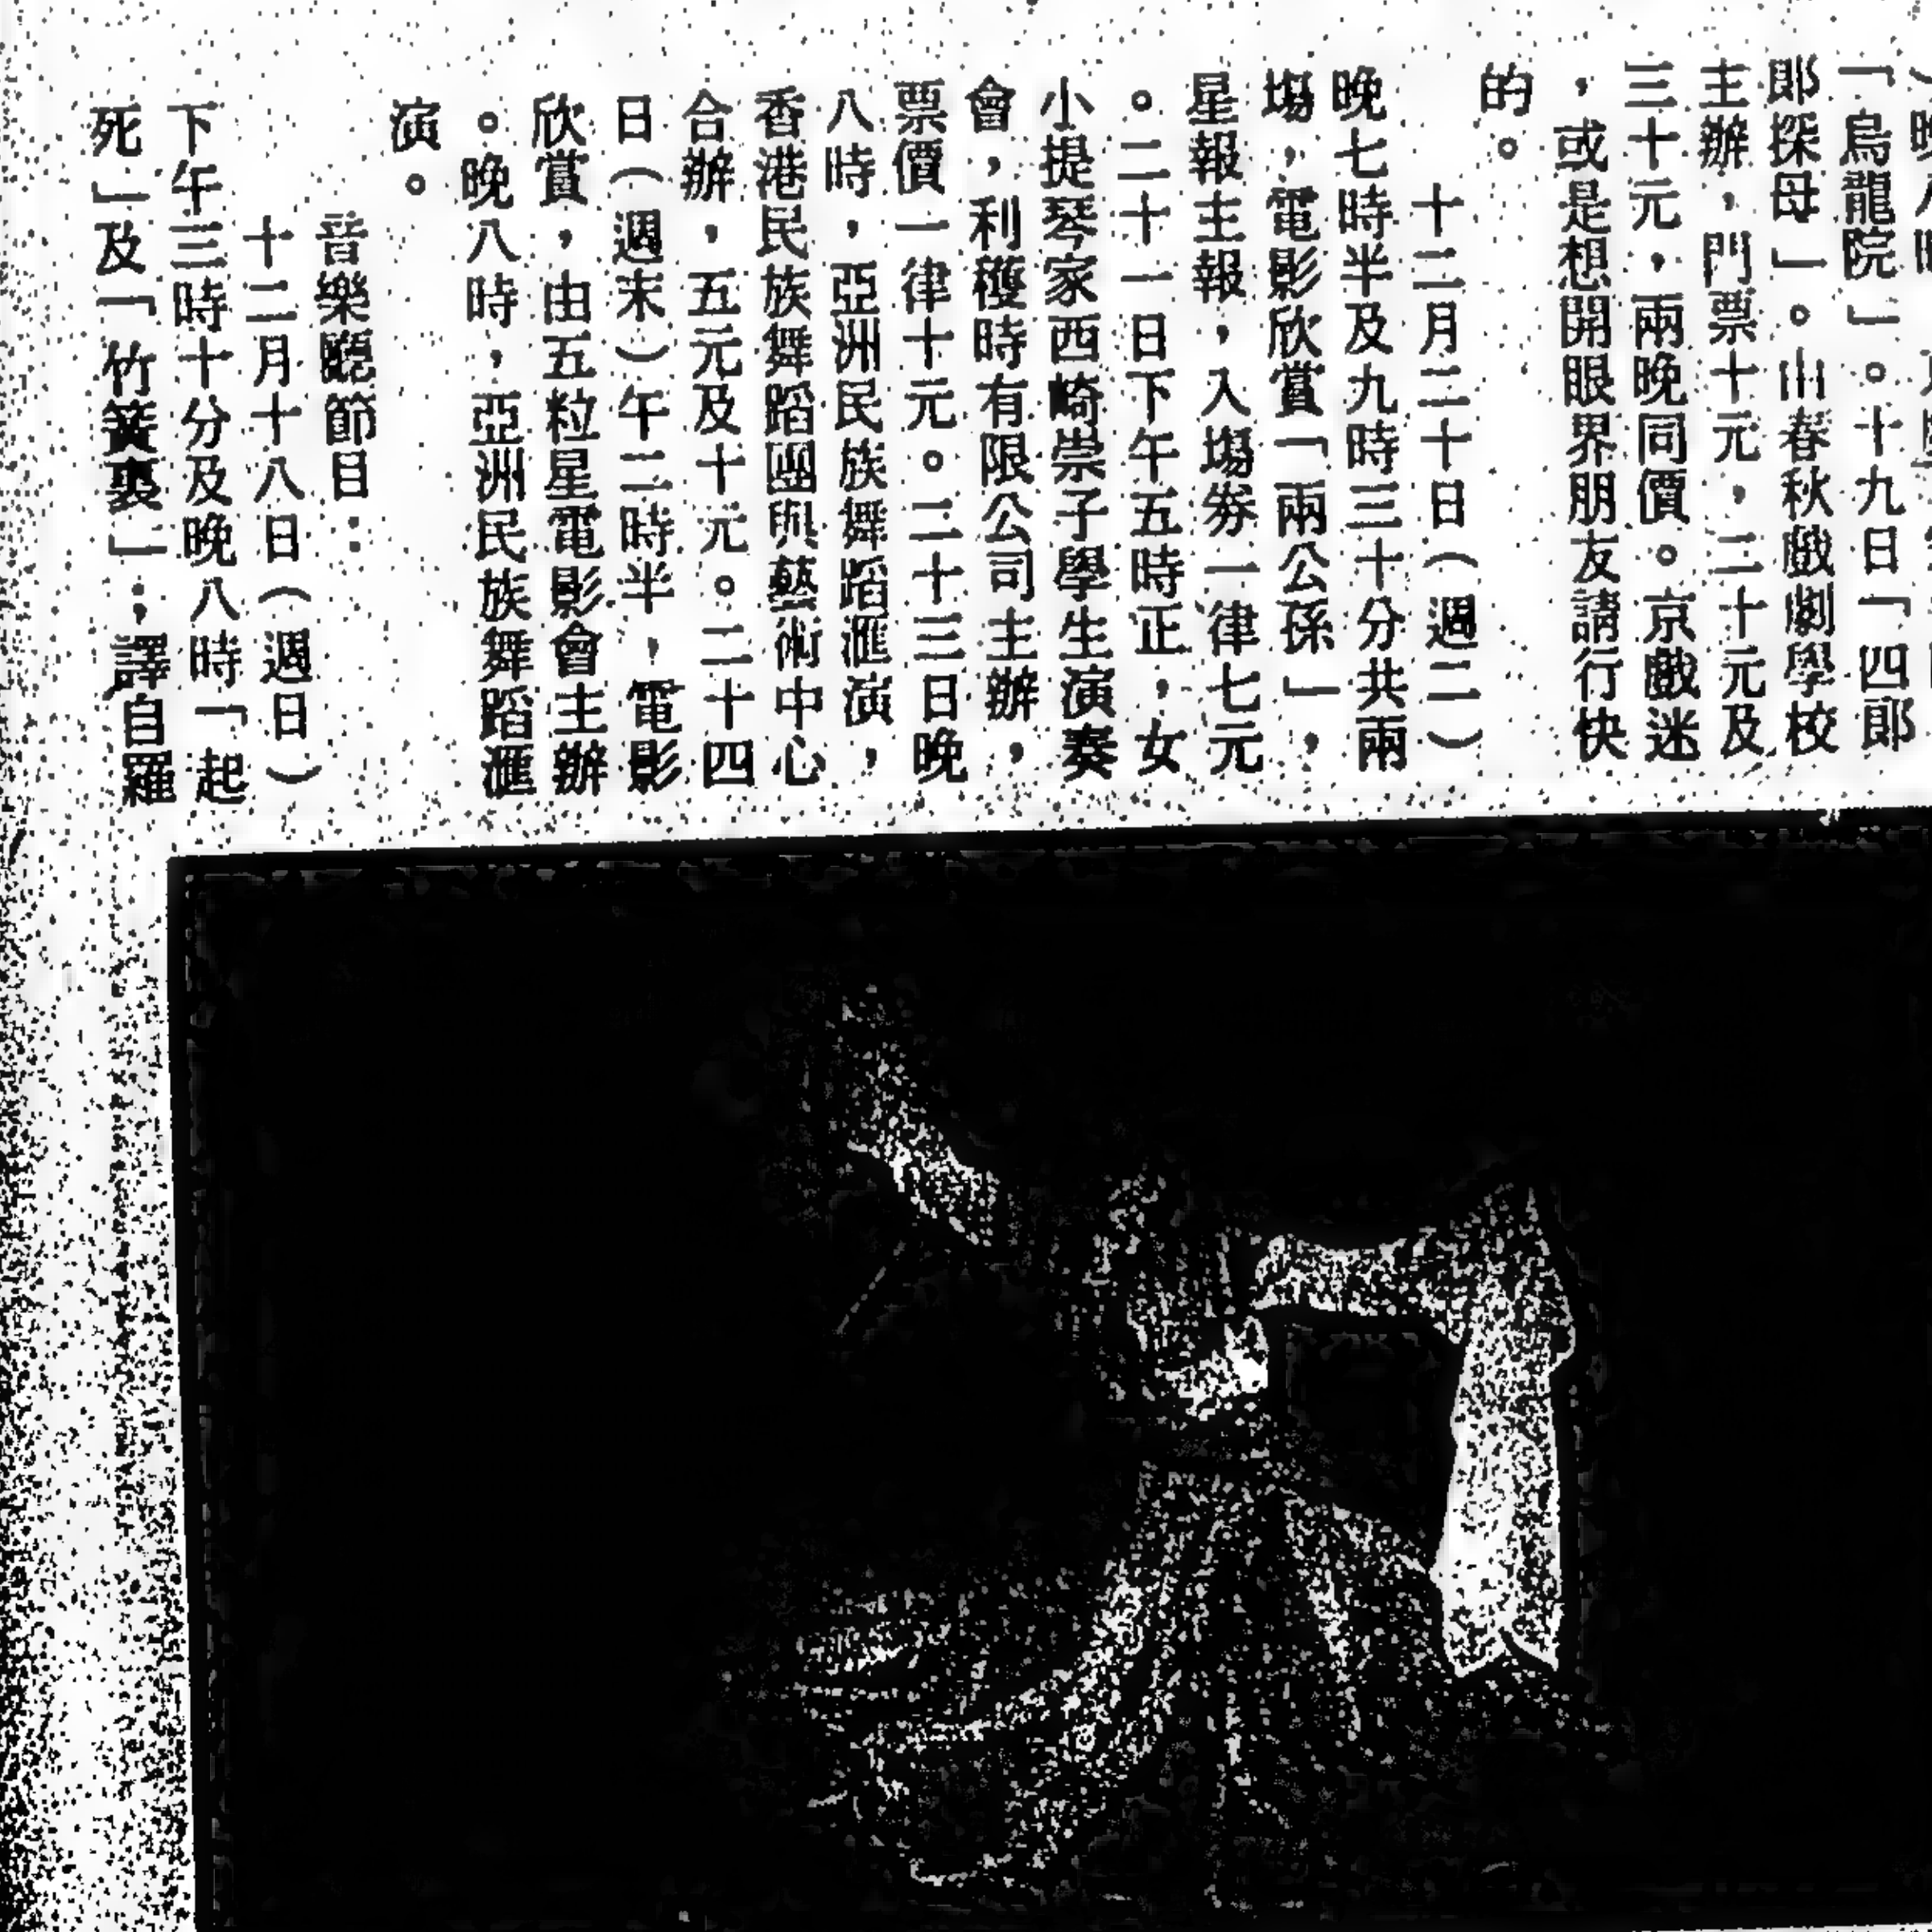 「烏龍院」。十九日「四郎
郎探母」。由春秋戲劇學校
主辦，門票十元，二十元及
三十元，兩晚同價。京戲迷
，或是想開眼界朋友請行快
的。
十二月二十日（週二）
晚七時半及九時三十分共兩
場，電影欣賞「兩公孫」，
星報主報，入場券一律七元
。二十一日下午五時正，女
小提琴家西崎崇子學生演奏
會，利穫時有限公司主辦，
票價一律十元。二十三日晚
八時，亞洲民族舞蹈滙演，
香港民族舞蹈團與藝術中心
合辦，五元及十元。二十四
日（週末）午二時半，電影
欣賞，由五粒星電影會主辦
。晚八時，亞洲民族舞蹈滙
演。
音樂廳節目：
十二月十八日（週日）
下午三時十分及晚八時「起
死」及「竹簧裏」；譯自羅